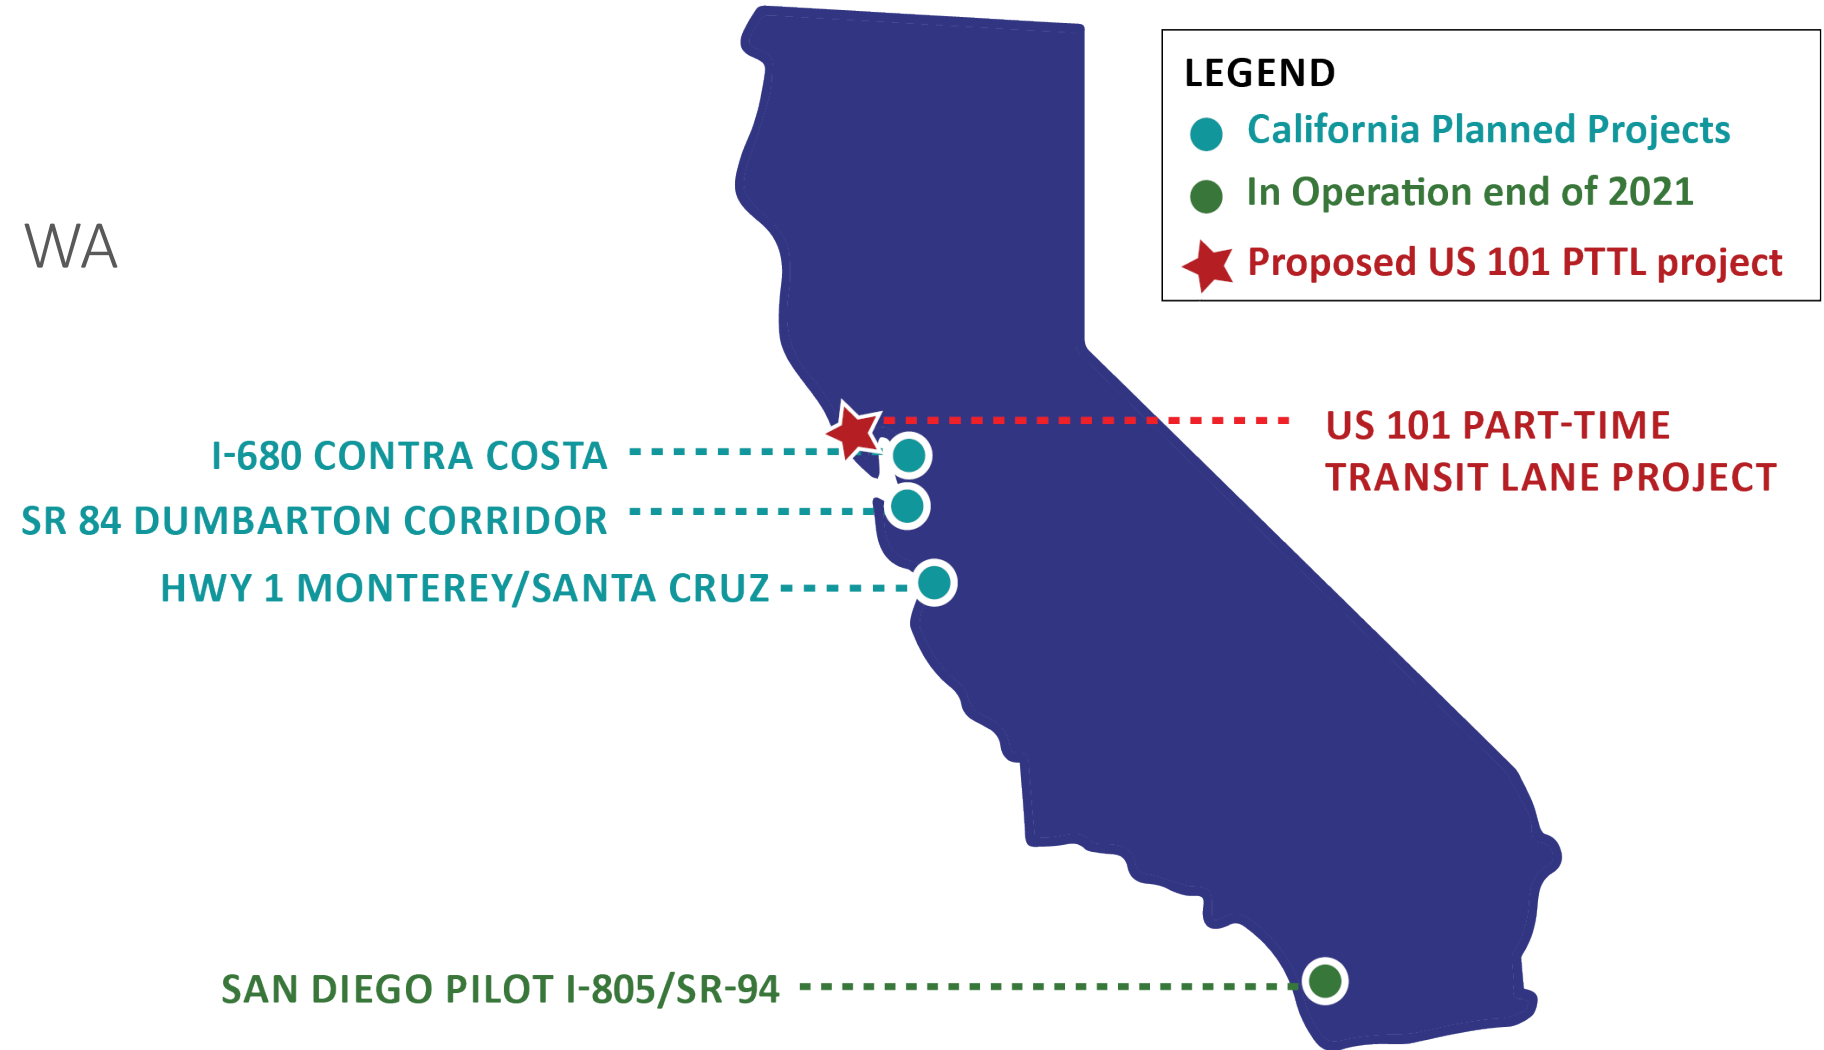 LEGEND
California Planned Projects
In Operation end of 2021
Proposed US 101 PTTL project
WA
US 101 PART-TIME
TRANSIT LANE PROJECT
I-680 CONTRA COSTA
SR 84 DUMBARTON CORRIDOR
HWY 1 MONTEREY/SANTA CRUZ
SAN DIEGO PILOT I-805/SR-94